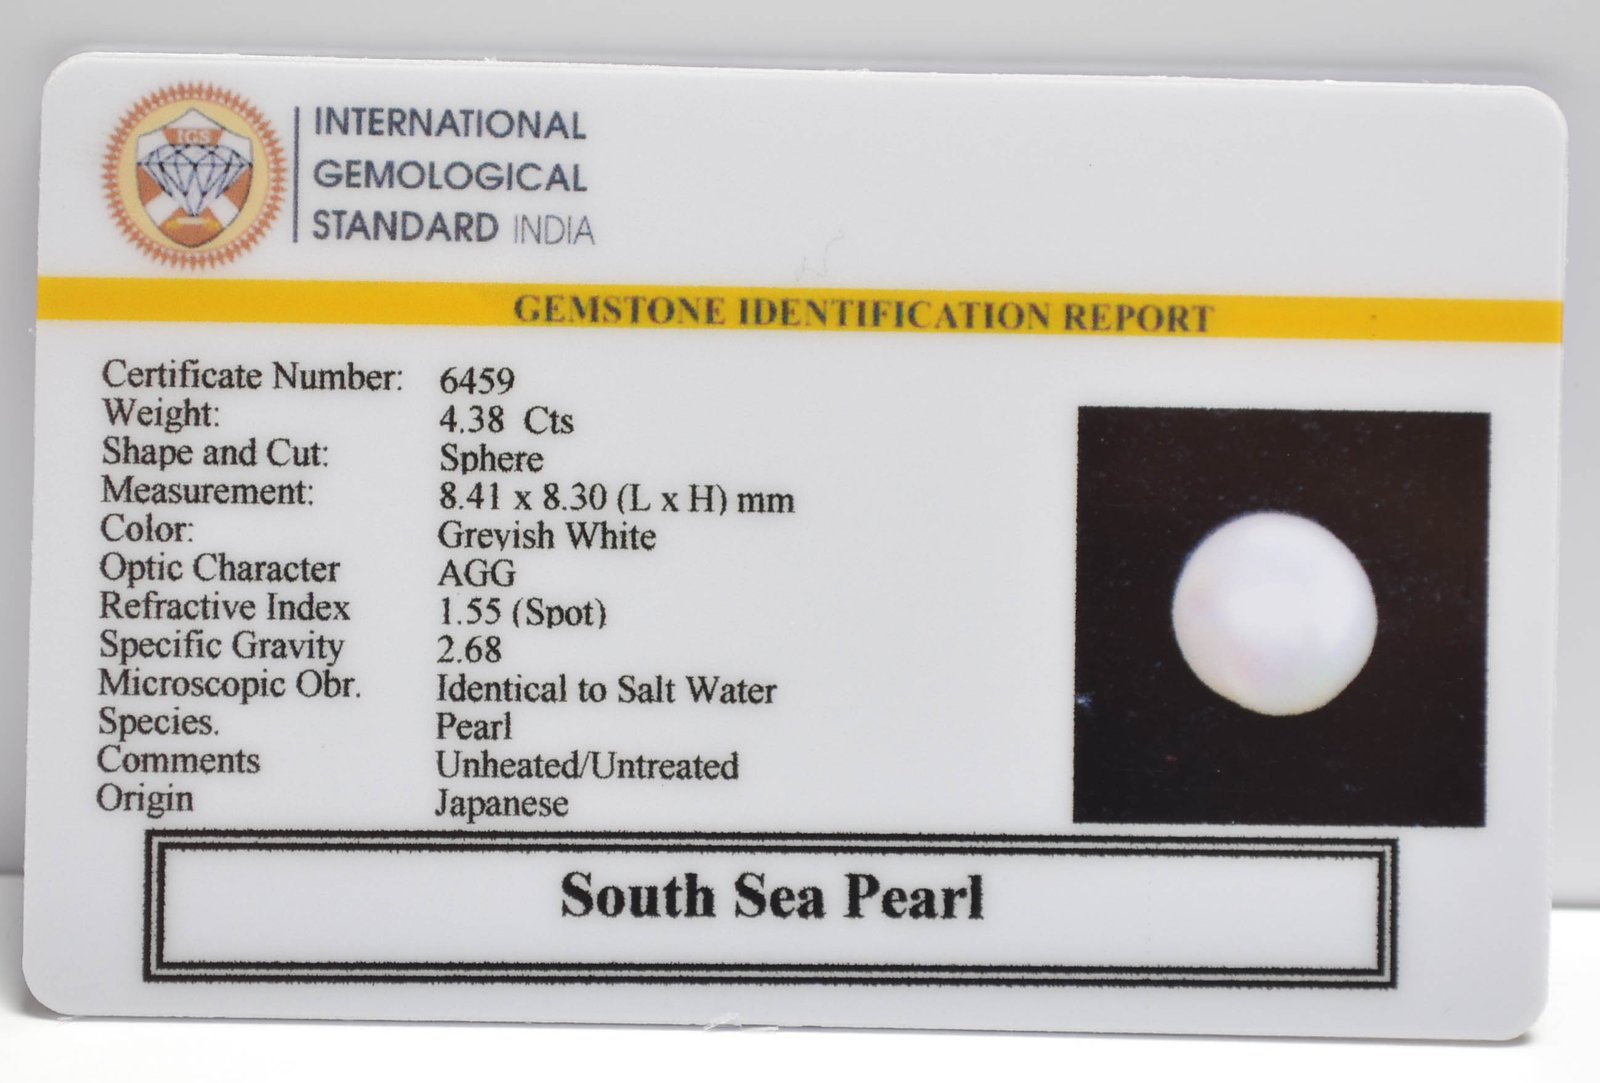 IGS
INTERNATIONAL
GEMOLOGICAL
STANDARD INDIA
GEMSTONE IDENTIFICATION REPORT
Certificate Number: 6459
Weight: 4.38 Cts
Shape and Cut: Sphere
Measurement: 8.41 x 8.30 (L x H) mm
Color: Greyish White
Optic Character AGG
Refractive Index 1.55 (Spot)
Specific Gravity 2.68
Microscopic Obr. Identical to Salt Water
Species. Pearl
Comments Unheated/Untreated
Origin Japanese
South Sea Pearl